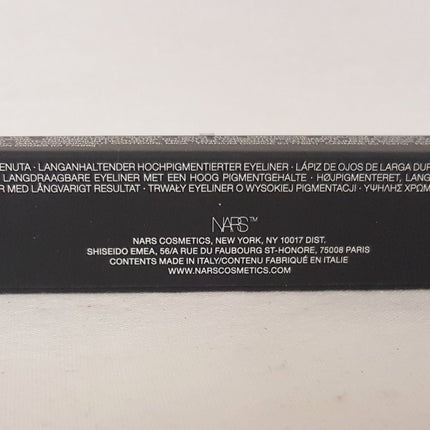 TENUTA · LANGANHALTENDER HOCHPIGMENTIERTER EYELINER · LÁPIZ DE OJOS DE LARGA DUR
LANGDRAAGBARE EYELINER MET EEN HOOG PIGMENTGEHALTE · HØJPIGMENTERET, LANG
R MED LÅNGVARIGT RESULTAT · TRWAŁY EYELINER O WYSOKIEJ PIGMENTACJI · ΥΨΗΛΗΣ ΧΡΩΜ
NARS™
NARS COSMETICS, NEW YORK, NY 10017 DIST.
SHISEIDO EMEA, 56/A RUE DU FAUBOURG ST-HONORE, 75008 PARIS
CONTENTS MADE IN ITALY/CONTENU FABRIQUÉ EN ITALIE
WWW.NARSCOSMETICS.COM